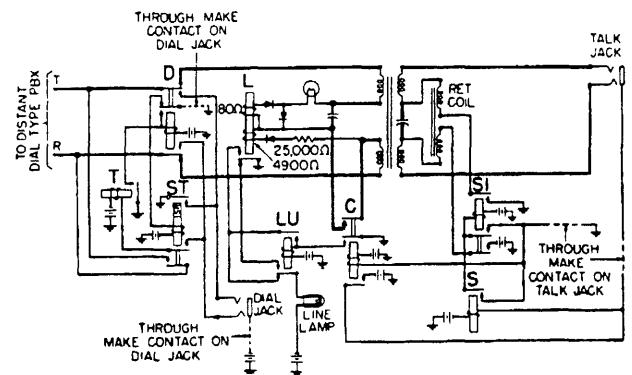 THROUGH MAKE
CONTACT ON
DIAL JACK
TALK
JACK
D
L
T
80Ω
RET
COIL
TO DISTANT
DIAL TYPE PBX
R
25,000Ω
4900Ω
T
ST
C
SI
LU
S
THROUGH
MAKE
CONTACT ON
TALK JACK
DIAL
JACK
LINE
LAMP
THROUGH
MAKE CONTACT ON
DIAL JACK